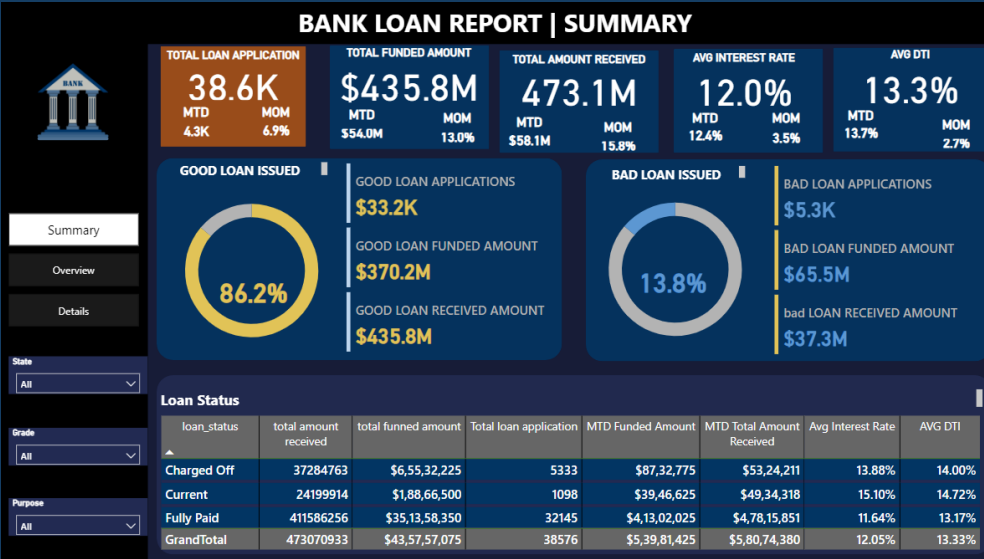 BANK LOAN REPORT | SUMMARY
BANK
TOTAL LOAN APPLICATION
38.6K
MTD MOM
4.3K 6.9%
TOTAL FUNDED AMOUNT
$435.8M
MTD MOM
$54.0M 13.0%
TOTAL AMOUNT RECEIVED
473.1M
MTD MOM
$58.1M 15.8%
AVG INTEREST RATE
12.0%
MTD MOM
12.4% 3.5%
AVG DTI
13.3%
MTD MOM
13.7% 2.7%
Summary
Overview
Details
State
All
Grade
All
Purpose
All
GOOD LOAN ISSUED
86.2%
GOOD LOAN APPLICATIONS
$33.2K
GOOD LOAN FUNDED AMOUNT
$370.2M
GOOD LOAN RECEIVED AMOUNT
$435.8M
BAD LOAN ISSUED
13.8%
BAD LOAN APPLICATIONS
$5.3K
BAD LOAN FUNDED AMOUNT
$65.5M
bad LOAN RECEIVED AMOUNT
$37.3M
Loan Status
loan_status total amount received total funned amount Total loan application MTD Funded Amount MTD Total Amount Received Avg Interest Rate AVG DTI
Charged Off 37284763 $6,55,32,225 5333 $87,32,775 $53,24,211 13.88% 14.00%
Current 24199914 $1,88,66,500 1098 $39,46,625 $49,34,318 15.10% 14.72%
Fully Paid 411586256 $35,13,58,350 32145 $4,13,02,025 $4,78,15,851 11.64% 13.17%
GrandTotal 473070933 $43,57,57,075 38576 $5,39,81,425 $5,80,74,380 12.05% 13.33%